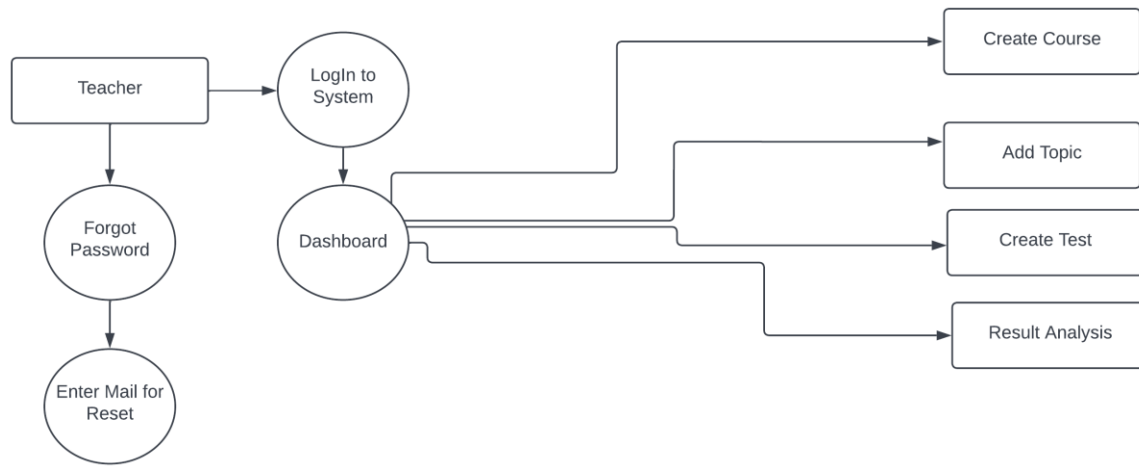 Teacher
LogIn to
System
Create Course
Add Topic
Forgot
Password
Dashboard
Create Test
Result Analysis
Enter Mail for
Reset